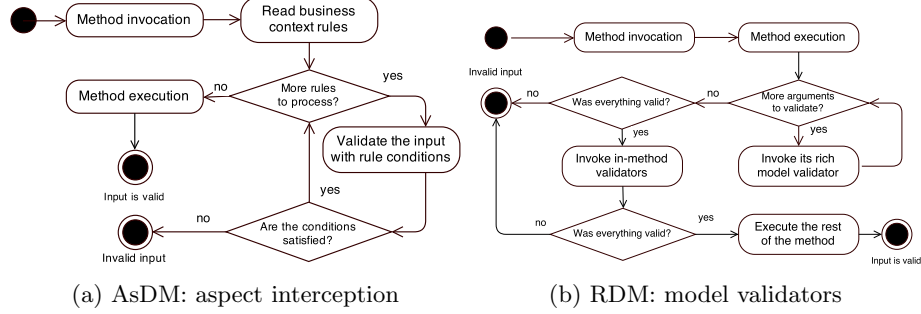 Method invocation
Read business
context rules
More rules
to process?
no
yes
Method execution
Validate the input
with rule conditions
Input is valid
yes
Are the conditions
satisfied?
no
Invalid input
(a) AsDM: aspect interception
Method invocation
Method execution
Invalid input
no
Was everything valid?
no
More arguments
to validate?
yes
yes
Invoke in-method
validators
Invoke its rich
model validator
no
Was everything valid?
yes
Execute the rest
of the method
Input is valid
(b) RDM: model validators